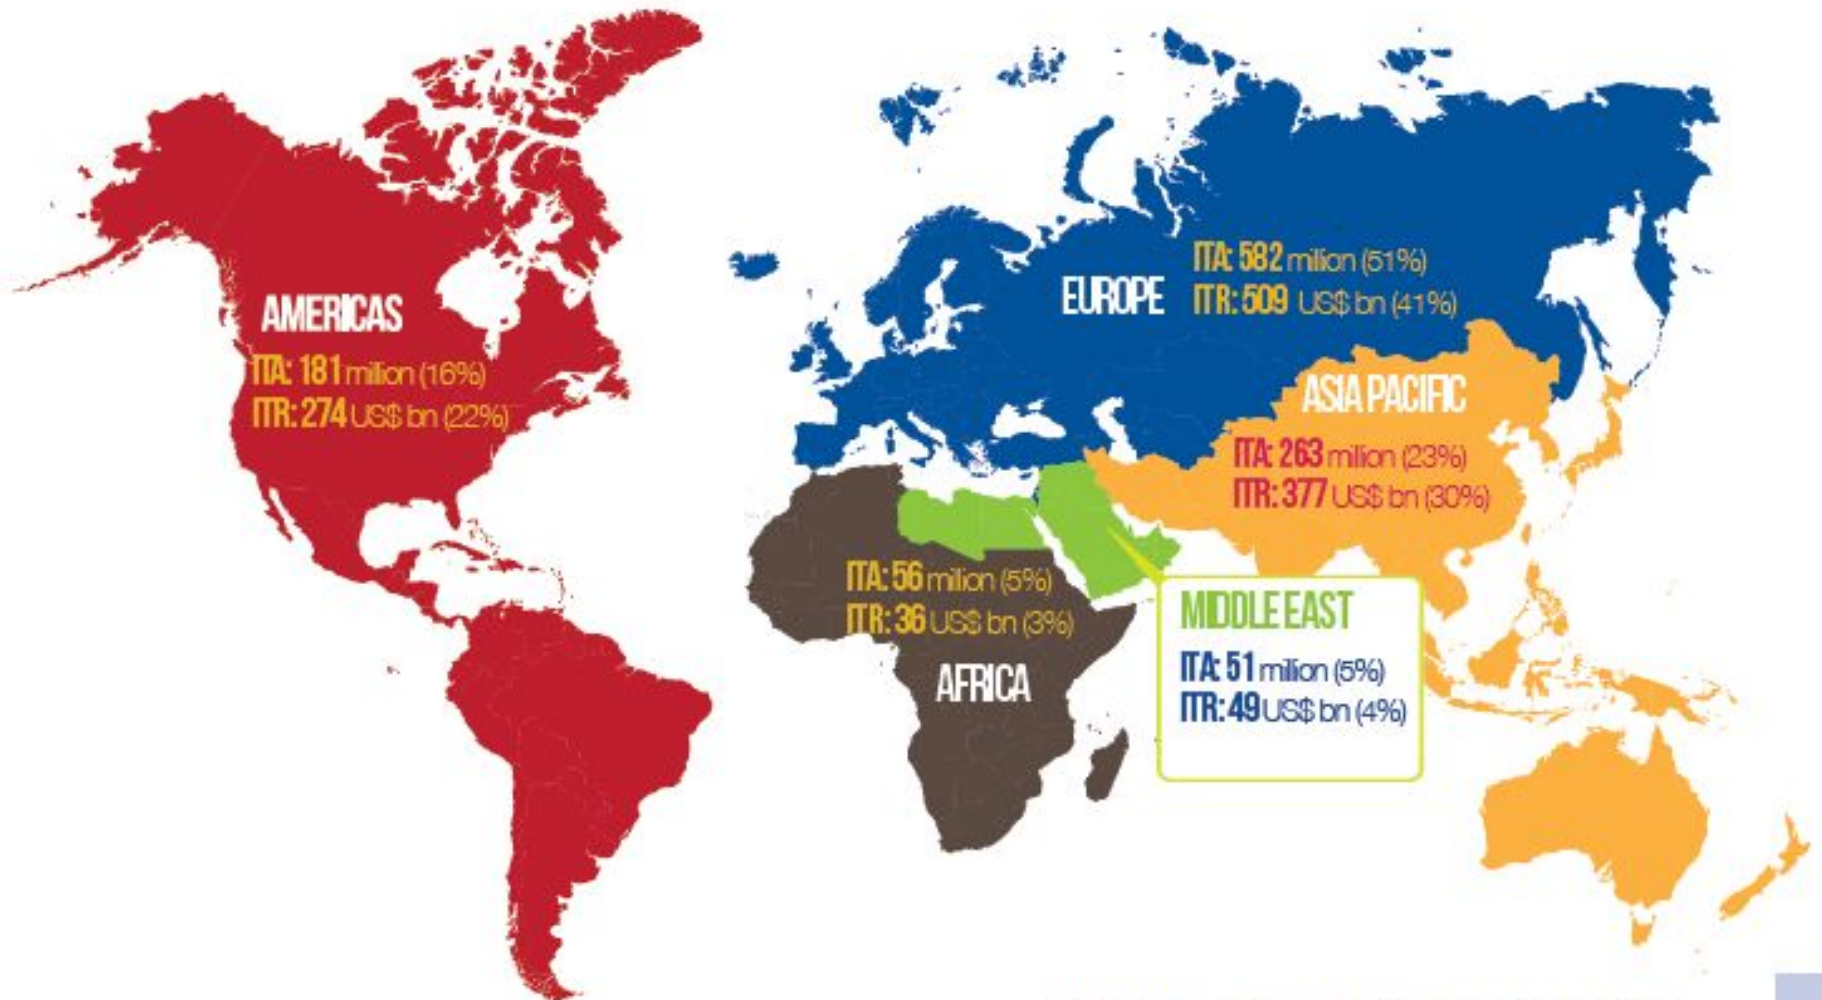 AMERICAS
ITA: 181 million (16%)
ITR: 274 US$ bn (22%)
EUROPE
ITA: 582 million (51%)
ITR: 509 US$ bn (41%)
ASIA PACIFIC
ITA: 263 million (23%)
ITR: 377 US$ bn (30%)
ITA: 56 million (5%)
ITR: 36 US$ bn (3%)
AFRICA
MIDDLE EAST
ITA: 51 million (5%)
ITR: 49 US$ bn (4%)